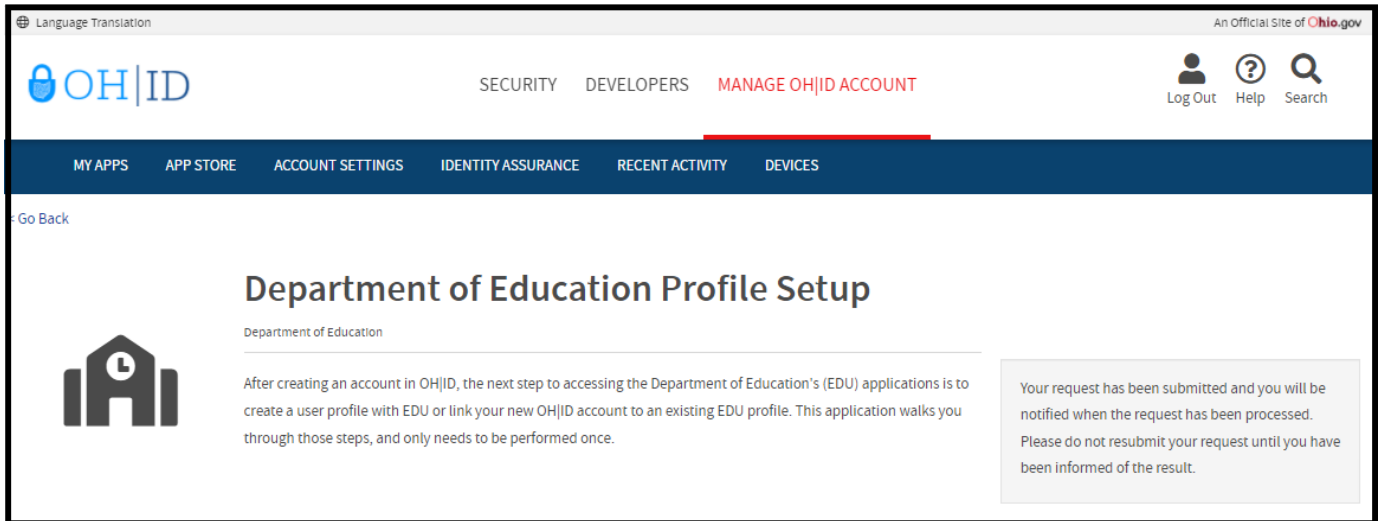 Language Translation
An Official Site of Ohio.gov
OH|ID
SECURITY DEVELOPERS MANAGE OH|ID ACCOUNT
Log Out Help Search
MY APPS APP STORE ACCOUNT SETTINGS IDENTITY ASSURANCE RECENT ACTIVITY DEVICES
< Go Back
Department of Education Profile Setup
Department of Education
After creating an account in OH|ID, the next step to accessing the Department of Education's (EDU) applications is to
create a user profile with EDU or link your new OH|ID account to an existing EDU profile. This application walks you
through those steps, and only needs to be performed once.
Your request has been submitted and you will be
notified when the request has been processed.
Please do not resubmit your request until you have
been informed of the result.